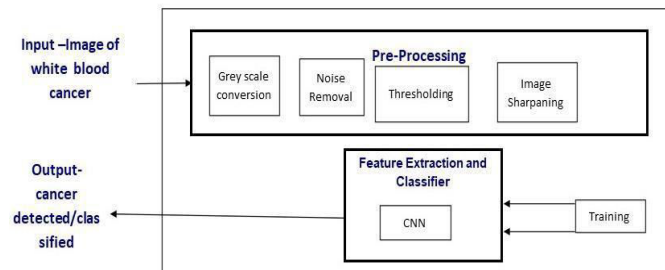 Input –Image of
white blood
cancer
Pre-Processing
Grey scale
conversion
Noise
Removal
Thresholding
Image
Sharpaning
Output-
cancer
detected/clas
sified
Feature Extraction and
Classifier
CNN
Training